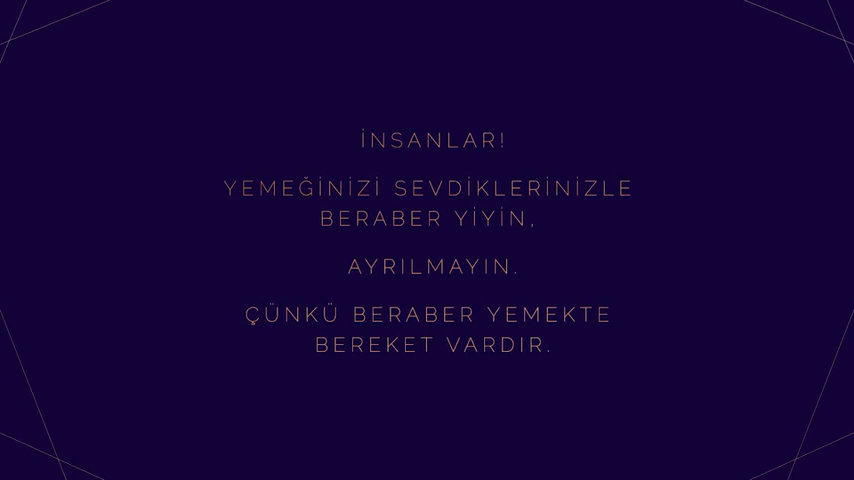 İNSANLAR!
YEMEĞİNİZİ SEVDİKLERİNİZLE
BERABER YİYİN,
AYRILMAYIN.
ÇÜNKÜ BERABER YEMEKTE
BEREKET VARDIR.